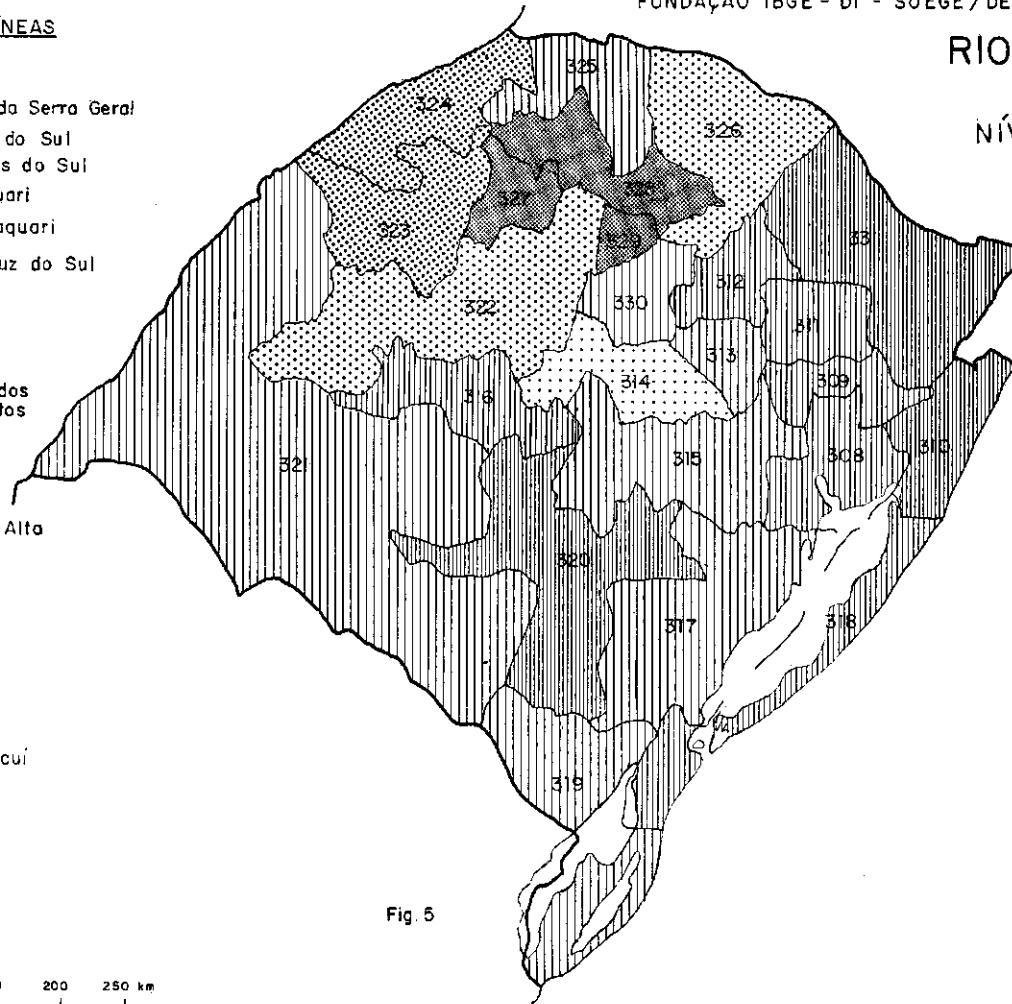 FUNDAÇÃO IBGE - DI - SUEGE / DE
ÍNEAS
RIO
NÍV
da Serra Geral
do Sul
s do Sul
uari
aquari
uz do Sul
dos
tos
Alta
cuí
325
324
326
327
328
329
33
323
312
330
322
311
313
309
314
316
310
315
308
321
320
318
317
319
Fig. 5
200 250 km